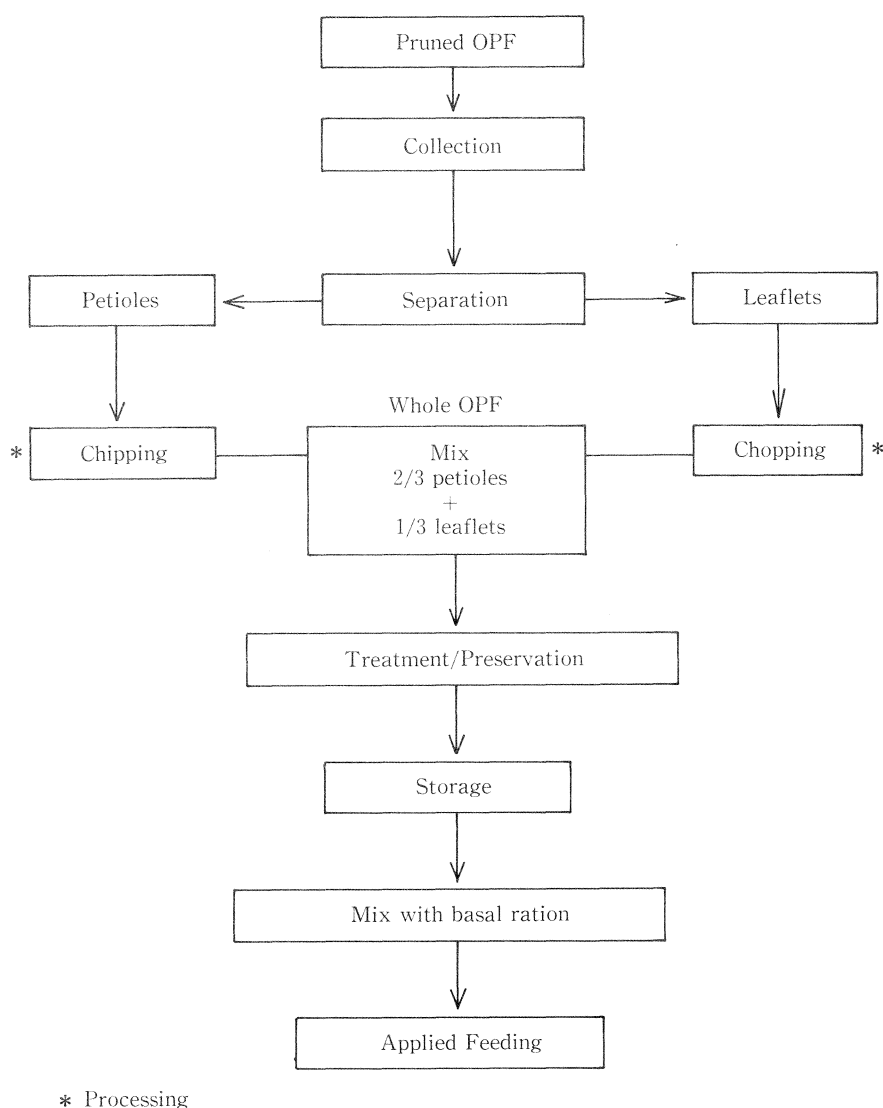 Pruned OPF
Collection
Petioles
Separation
Leaflets
Whole OPF
* Chipping
Mix
2/3 petioles
+
1/3 leaflets
Chopping *
Treatment/Preservation
Storage
Mix with basal ration
Applied Feeding
* Processing